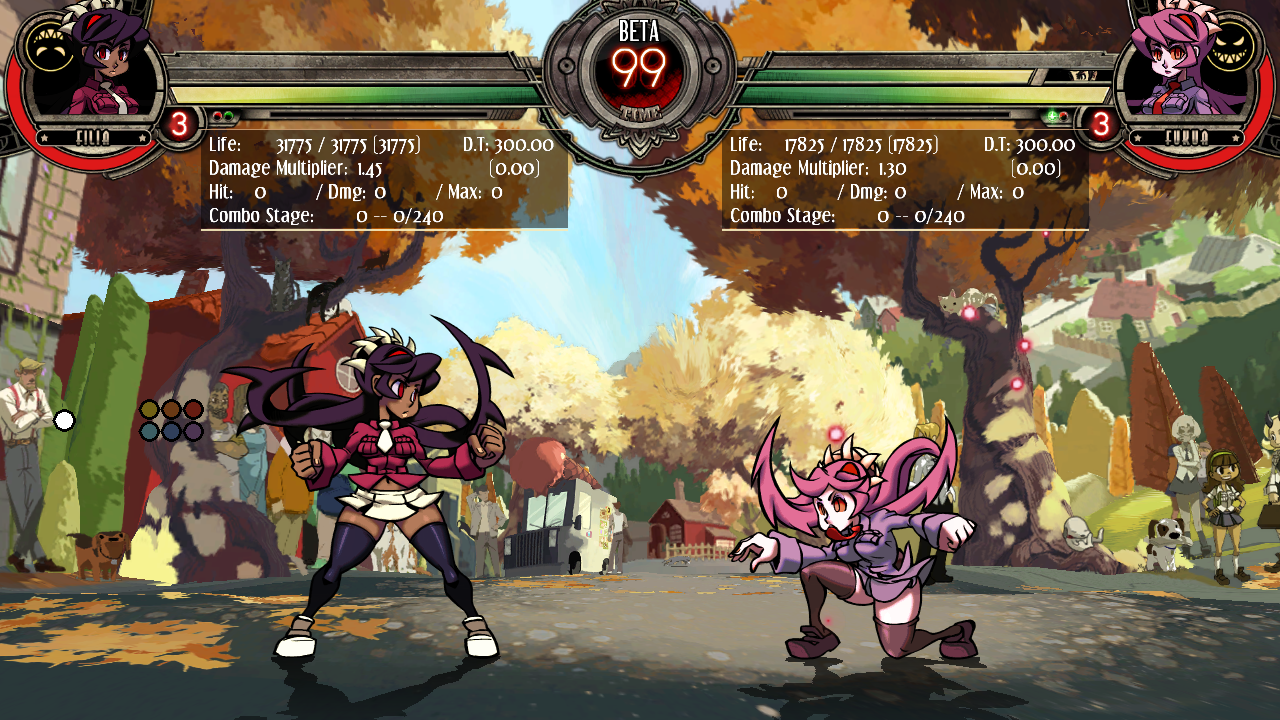 BETA
99
TIME
FILIA
3
3
FUKUA
Life: 31775 / 31775 (31775) D.T: 300.00
Damage Multiplier: 1.45 (0.00)
Hit: 0 / Dmg: 0 / Max: 0
Combo Stage: 0 -- 0/240
Life: 17825 / 17825 (17825) D.T: 300.00
Damage Multiplier: 1.30 (0.00)
Hit: 0 / Dmg: 0 / Max: 0
Combo Stage: 0 -- 0/240